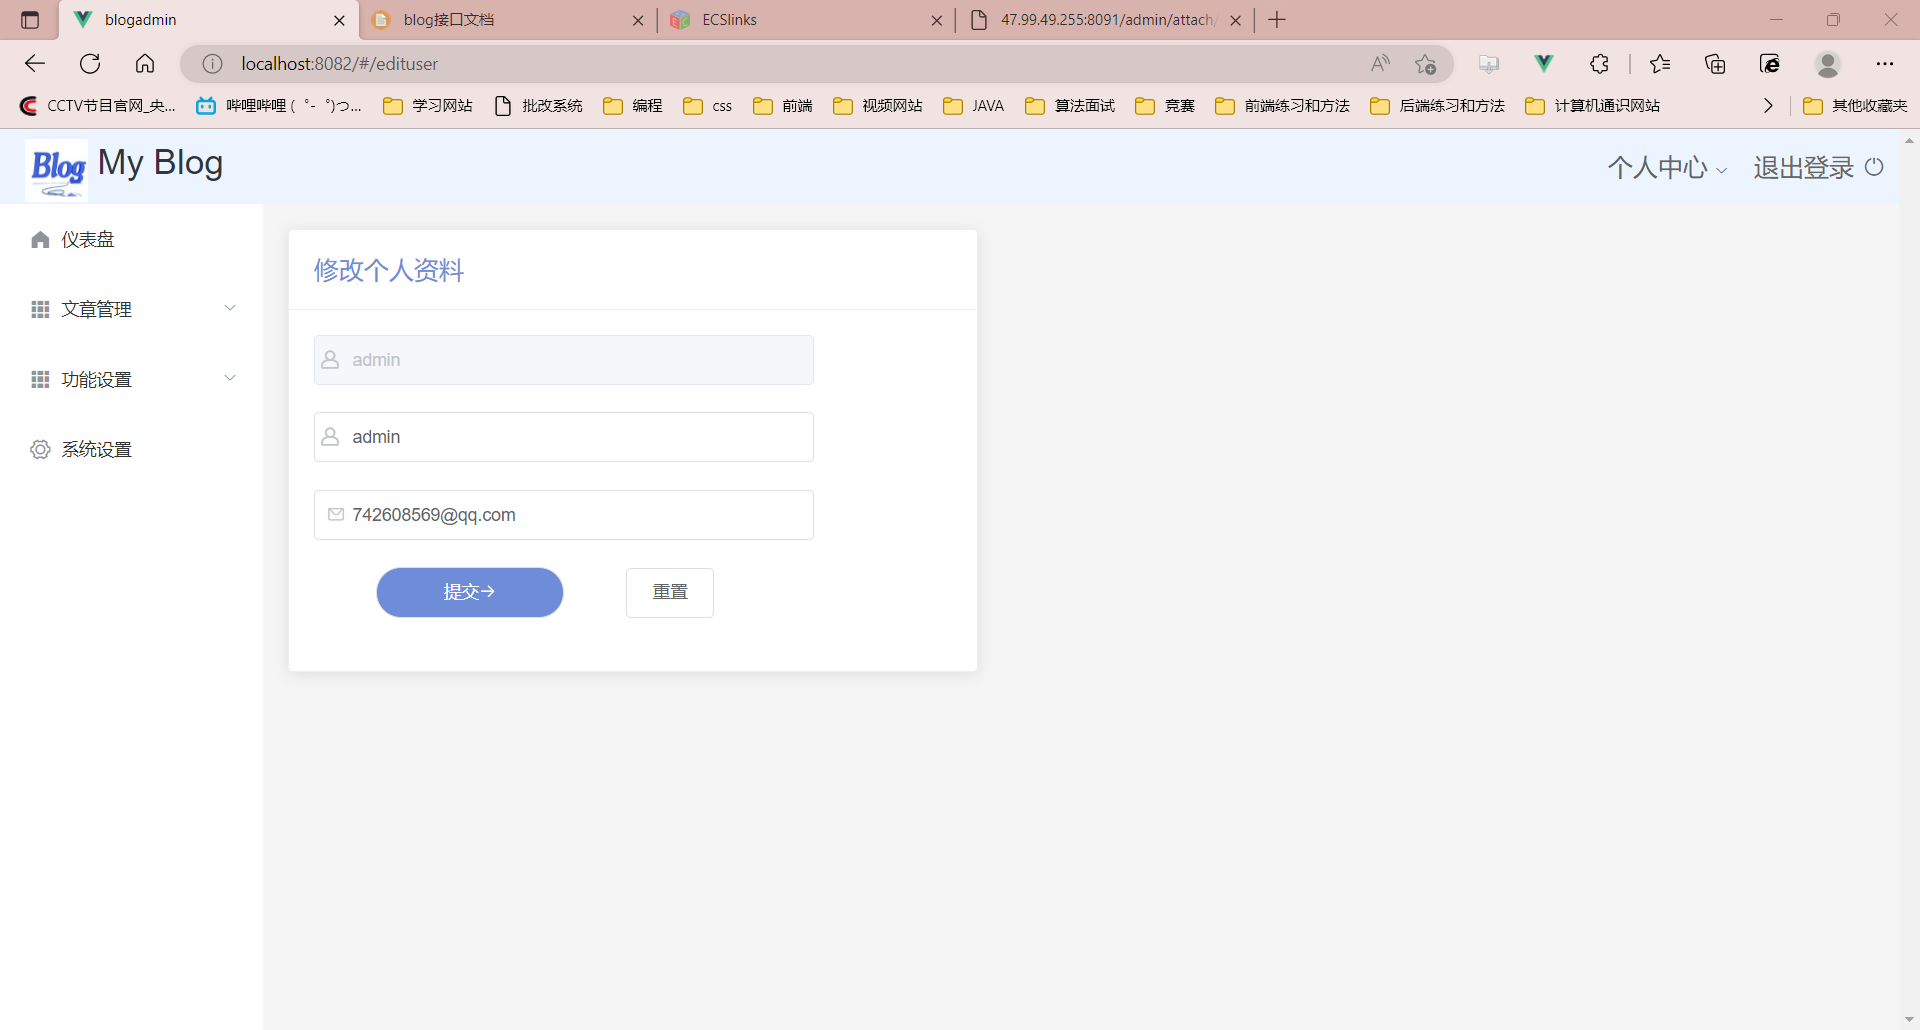 blogadmin
blog接口文档
ECSlinks
47.99.49.255:8091/admin/attach/
localhost:8082/#/edituser
CCTV节目官网_央...
哔哩哔哩 ( ゜- ゜)つ...
学习网站
批改系统
编程
css
前端
视频网站
JAVA
算法面试
竞赛
前端练习和方法
后端练习和方法
计算机通识网站
其他收藏夹
Blog
My Blog
个人中心
退出登录
仪表盘
文章管理
功能设置
系统设置
修改个人资料
admin
admin
742608569@qq.com
提交→
重置